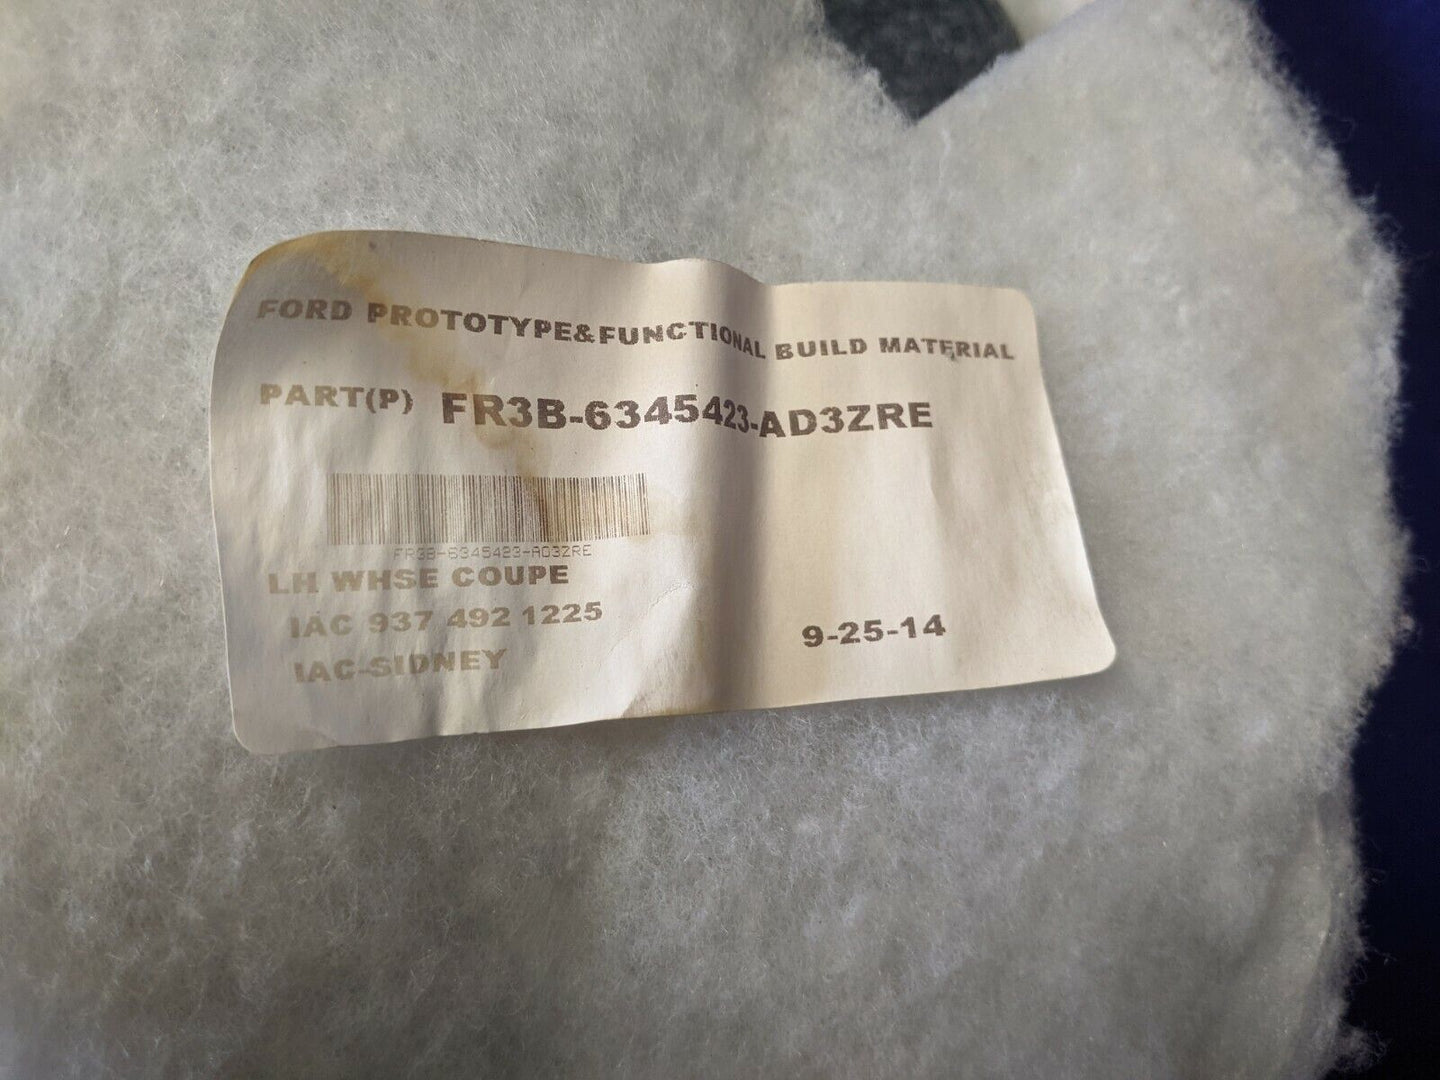 FORD PROTOTYPE&FUNCTIONAL BUILD MATERIAL
PART(P) FR3B-6345423-AD3ZRE
FR3B-6345423-AD3ZRE
LH WHSE COUPE
IAC 937 492 1225 9-25-14
IAC-SIDNEY